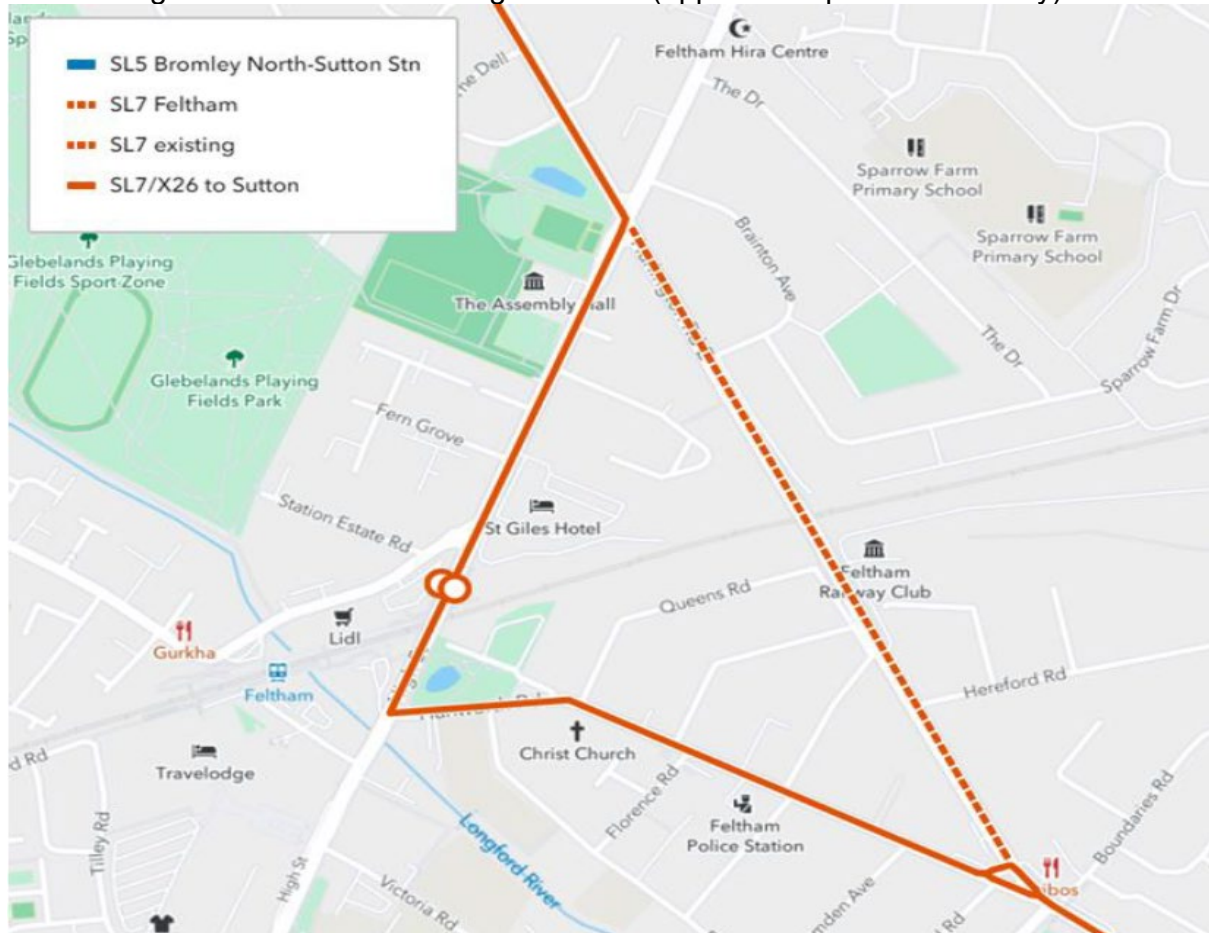 SL5 Bromley North-Sutton Stn
SL7 Feltham
SL7 existing
SL7/X26 to Sutton
Feltham Hira Centre
The Dr
Dell
Sparrow Farm
Primary School
Sparrow Farm
Primary School
Brainton Ave
Glebelands Playing
Fields Sport Zone
The Assembly Hall
The Dr
Sparrow Farm Dr
Glebelands Playing
Fields Park
Fern Grove
Station Estate Rd
St Giles Hotel
Feltham
Railway Club
Queens Rd
Lidl
Gurkha
Feltham
Hereford Rd
Christ Church
Travelodge
Rd
Florence Rd
Feltham
Police Station
Boundaries Rd
Tilley Rd
High St
Longford River
Victoria Rd
Ave
Rd